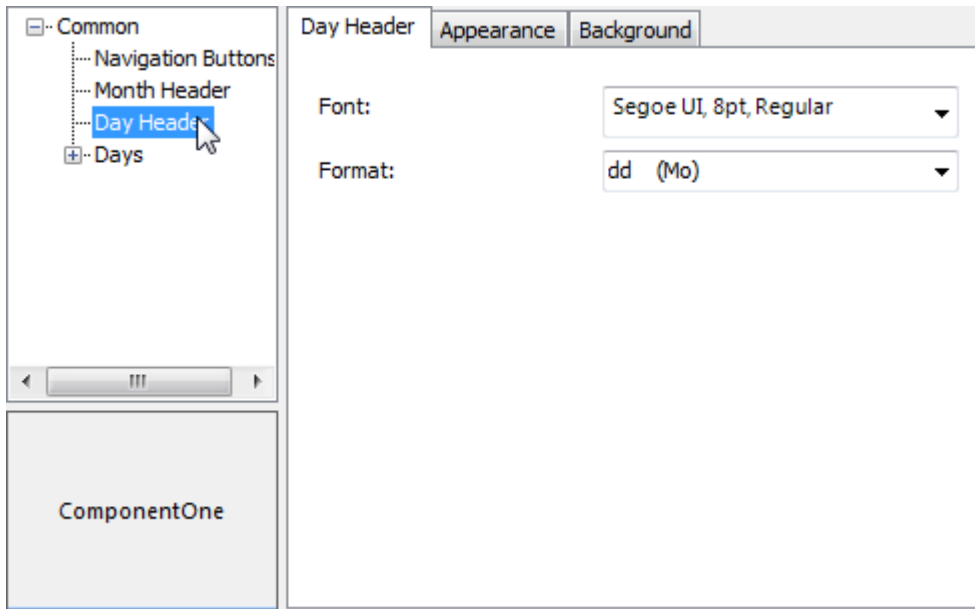 Common
Navigation Buttons
Month Header
Day Header
Days
ComponentOne
Day Header
Appearance
Background
Font:
Segoe UI, 8pt, Regular
Format:
dd (Mo)